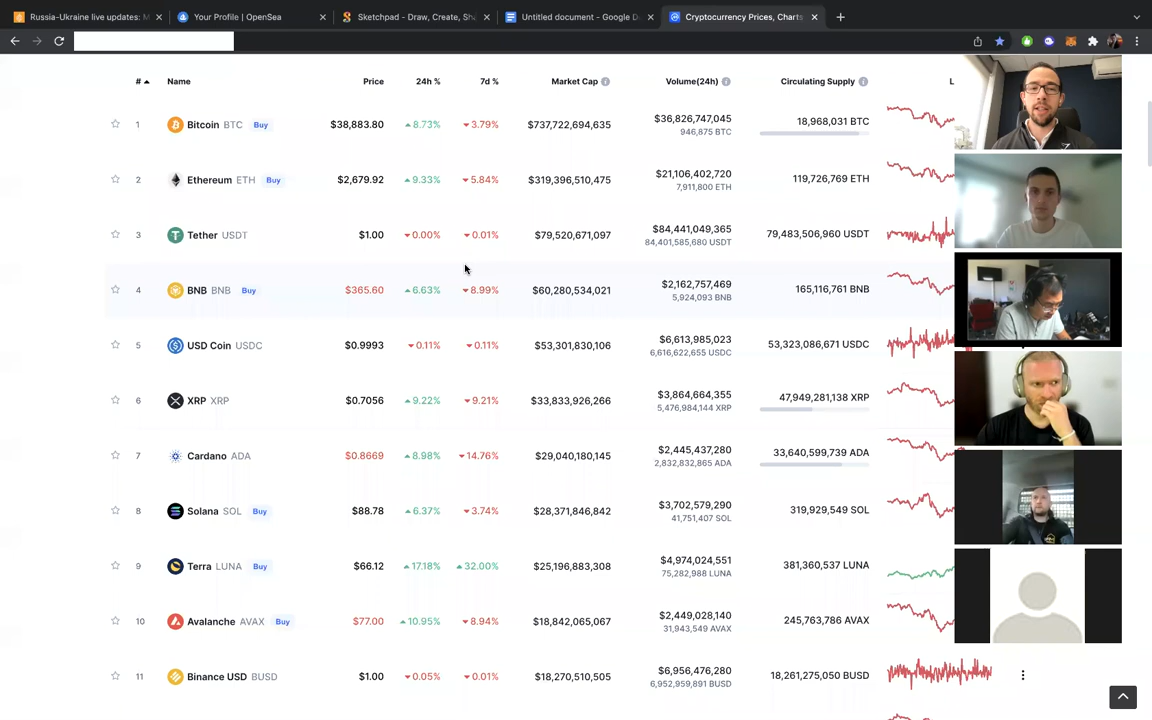 Russia-Ukraine live updates: M
Your Profile | OpenSea
Sketchpad - Draw, Create, Sha
Untitled document - Google D
Cryptocurrency Prices, Charts
# Name Price 24h % 7d % Market Cap Volume(24h) Circulating Supply L
1 Bitcoin BTC Buy $38,883.80 8.73% 3.79% $737,722,694,635 $36,826,747,045 18,968,031 BTC
946,875 BTC
2 Ethereum ETH Buy $2,679.92 9.33% 5.84% $319,396,510,475 $21,106,402,720 119,726,769 ETH
7,911,800 ETH
3 Tether USDT $1.00 0.00% 0.01% $79,520,671,097 $84,441,049,365 79,483,506,960 USDT
84,401,585,680 USDT
4 BNB BNB Buy $365.60 6.63% 8.99% $60,280,534,021 $2,162,757,469 165,116,761 BNB
5,924,093 BNB
5 USD Coin USDC $0.9993 0.11% 0.11% $53,301,830,106 $6,613,985,023 53,323,086,671 USDC
6,616,622,655 USDC
6 XRP XRP $0.7056 9.22% 9.21% $33,833,926,266 $3,864,664,355 47,949,281,138 XRP
5,476,984,144 XRP
7 Cardano ADA $0.8669 8.98% 14.76% $29,040,180,145 $2,445,437,280 33,640,599,739 ADA
2,832,832,865 ADA
8 Solana SOL Buy $88.78 6.37% 3.74% $28,371,846,842 $3,702,579,290 319,929,549 SOL
41,751,407 SOL
9 Terra LUNA Buy $66.12 17.18% 32.00% $25,196,883,308 $4,974,024,551 381,360,537 LUNA
75,282,988 LUNA
10 Avalanche AVAX Buy $77.00 10.95% 8.94% $18,842,065,067 $2,449,028,140 245,763,786 AVAX
31,943,549 AVAX
11 Binance USD BUSD $1.00 0.05% 0.01% $18,270,510,505 $6,956,476,280 18,261,275,050 BUSD
6,952,959,891 BUSD